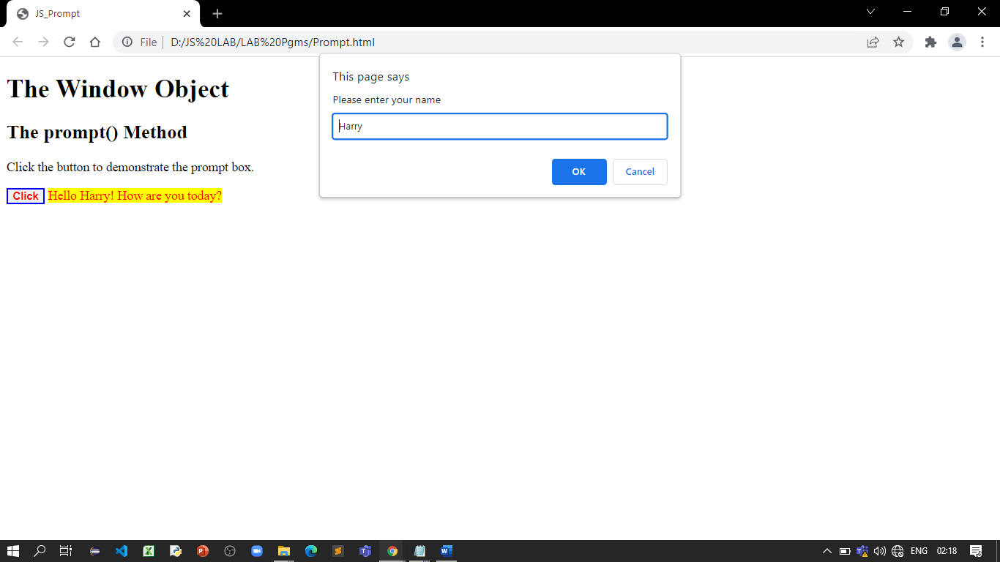 JS_Prompt
File D:/JS%20LAB/LAB%20Pgms/Prompt.html
The Window Object
The prompt() Method
Click the button to demonstrate the prompt box.
Click Hello Harry! How are you today?
This page says
Please enter your name
Harry
OK Cancel
ENG 02:18